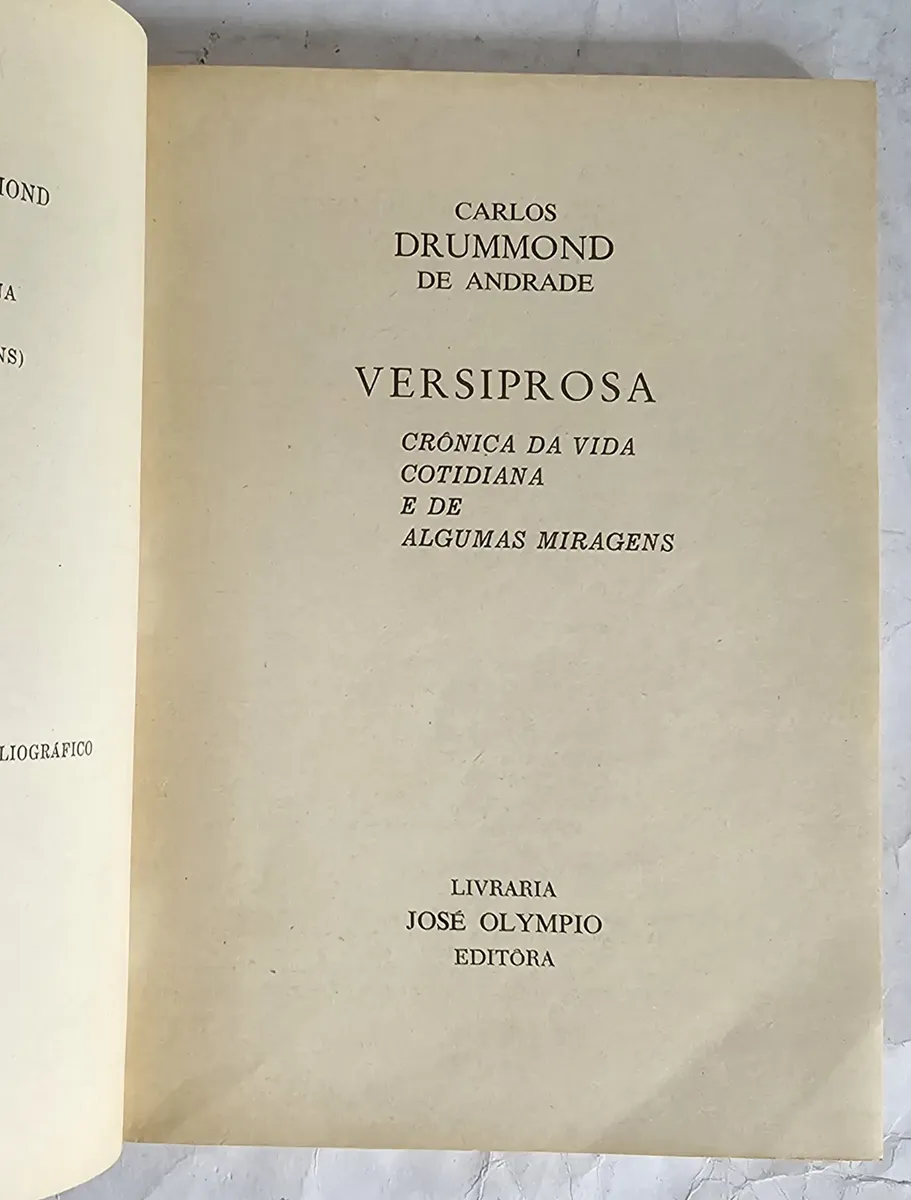 CARLOS
DRUMMOND
DE ANDRADE
VERSIPROSA
CRÔNICA DA VIDA
COTIDIANA
E DE
ALGUMAS MIRAGENS
LIVRARIA
JOSÉ OLYMPIO
EDITÔRA